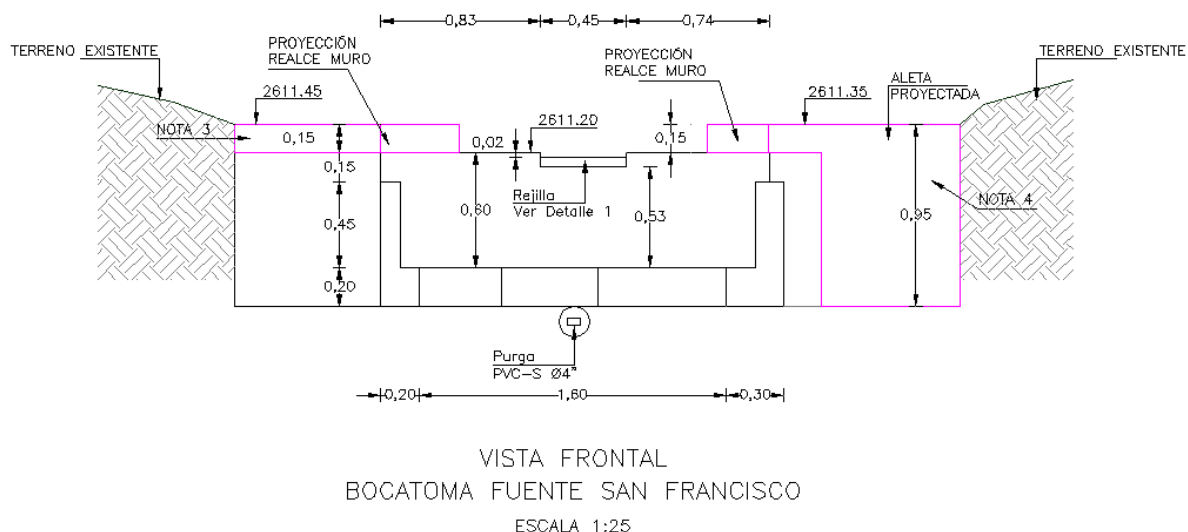 0,83
0,45
0,74
TERRENO EXISTENTE
PROYECCIÓN
REALCE MURO
PROYECCIÓN
REALCE MURO
TERRENO EXISTENTE
2611.45
2611.35
ALETA
PROYECTADA
NOTA 3
0,15
0,02
2611.20
0,15
0,15
Rejilla
Ver Detalle 1
NOTA 4
0,60
0,53
0,95
0,45
0,20
Purga
PVC-S Ø4"
0,20
1,60
0,30
VISTA FRONTAL
BOCATOMA FUENTE SAN FRANCISCO
ESCALA 1:25